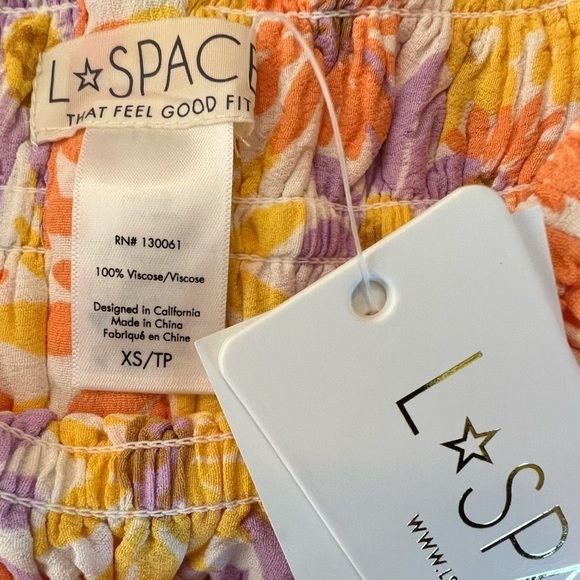 L☆SPACE
THAT FEEL GOOD FIT
RN# 130061
100% Viscose/Viscose
Designed in California
Made in China
Fabriqué en Chine
XS/TP
L☆SP
WWW.L